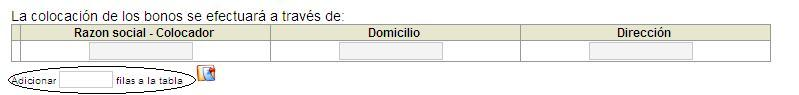 La colocación de los bonos se efectuará a través de:
Razon social - Colocador Domicilio Dirección
Adicionar filas a la tabla